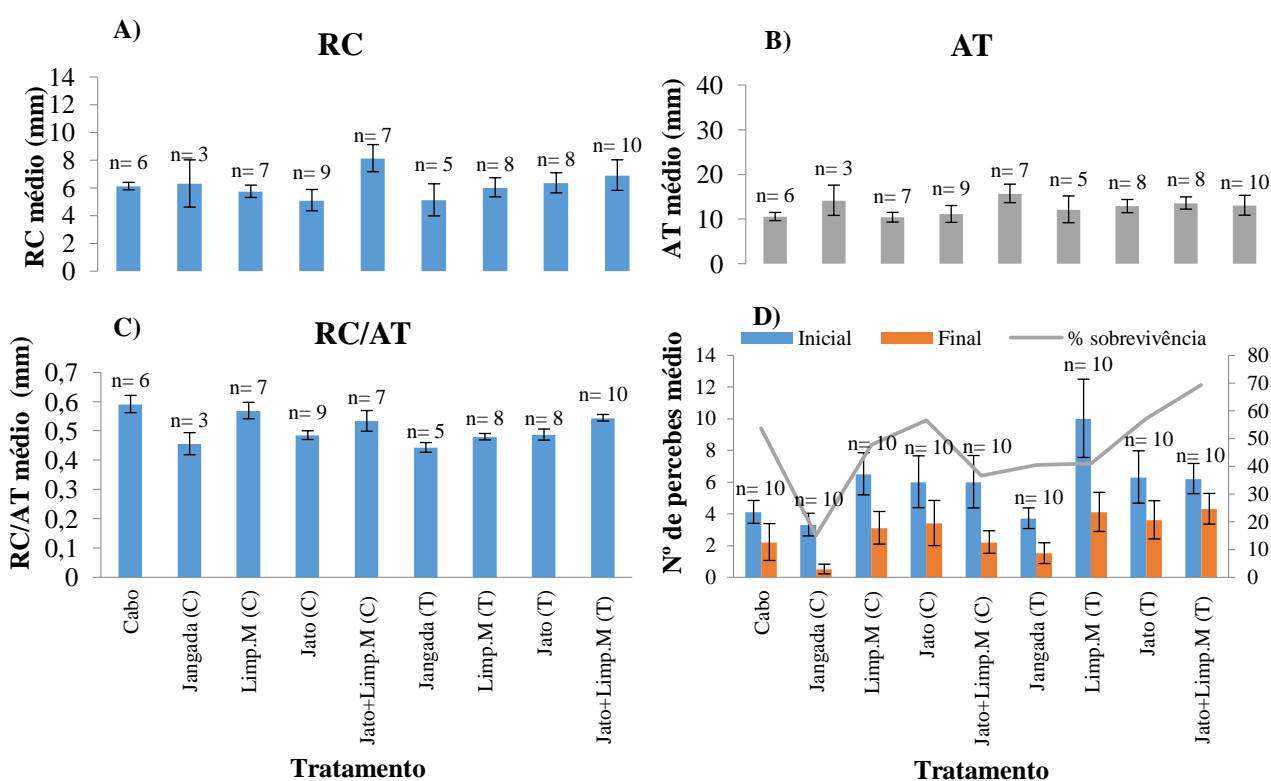 A)
RC
RC médio (mm)
14
12
10
8
6
4
2
0
n= 6
n= 3
n= 7
n= 9
n= 7
n= 5
n= 8
n= 8
n= 10
B)
AT
AT médio (mm)
40
30
20
10
0
n= 6
n= 3
n= 7
n= 9
n= 7
n= 5
n= 8
n= 8
n= 10
C)
RC/AT
RC/AT médio (mm)
0,7
0,6
0,5
0,4
0,3
0,2
0,1
0
n= 6
n= 3
n= 7
n= 9
n= 7
n= 5
n= 8
n= 8
n= 10
Cabo
Jangada (C)
Limp.M (C)
Jato (C)
Jato+Limp.M (C)
Jangada (T)
Limp.M (T)
Jato (T)
Jato+Limp.M (T)
Tratamento
D)
Inicial
Final
% sobrevivência
Nº de percebes médio
14
12
10
8
6
4
2
0
n= 10
n= 10
n= 10
n= 10
n= 10
n= 10
n= 10
n= 10
n= 10
80
70
60
50
40
30
20
10
0
Cabo
Jangada (C)
Limp.M (C)
Jato (C)
Jato+Limp.M (C)
Jangada (T)
Limp.M (T)
Jato (T)
Jato+Limp.M (T)
Tratamento